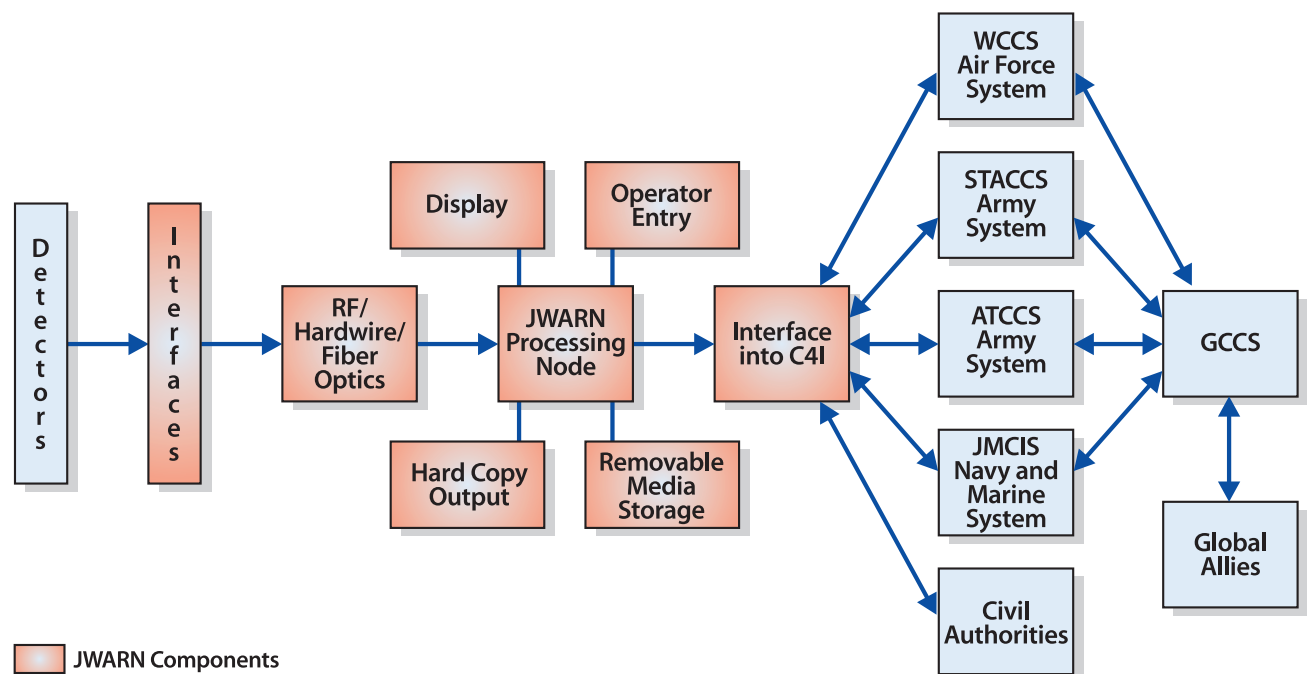 Detectors
Interfaces
RF/
Hardwire/
Fiber
Optics
Display
Operator
Entry
JWARN
Processing
Node
Hard Copy
Output
Removable
Media
Storage
Interface
into C4I
WCCS
Air Force
System
STACCS
Army
System
ATCCS
Army
System
JMCIS
Navy and
Marine
System
Civil
Authorities
GCCS
Global
Allies
JWARN Components